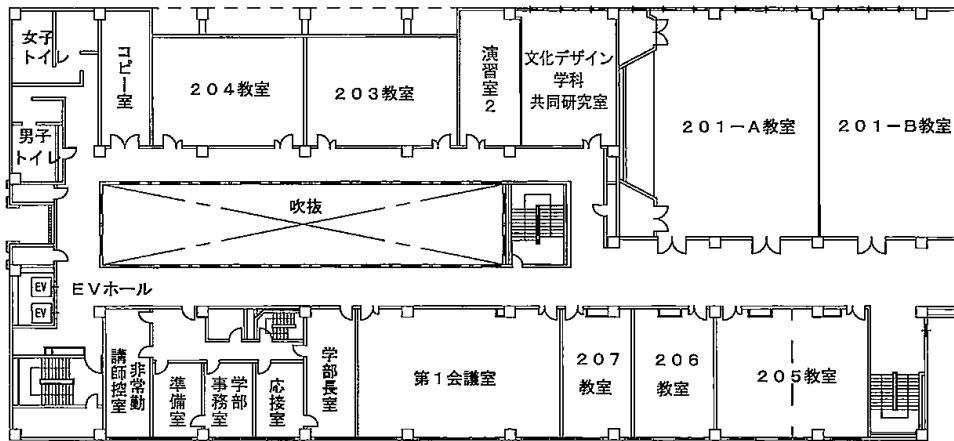 女子
トイレ
コピー室
204教室
203教室
演習室2
文化デザイン
学科
共同研究室
201－A教室
201－B教室
男子
トイレ
吹抜
EVホール
EV
EV
非常勤
講師控室
準備室
学部
事務室
応接室
学部長室
第1会議室
207
教室
206
教室
205教室